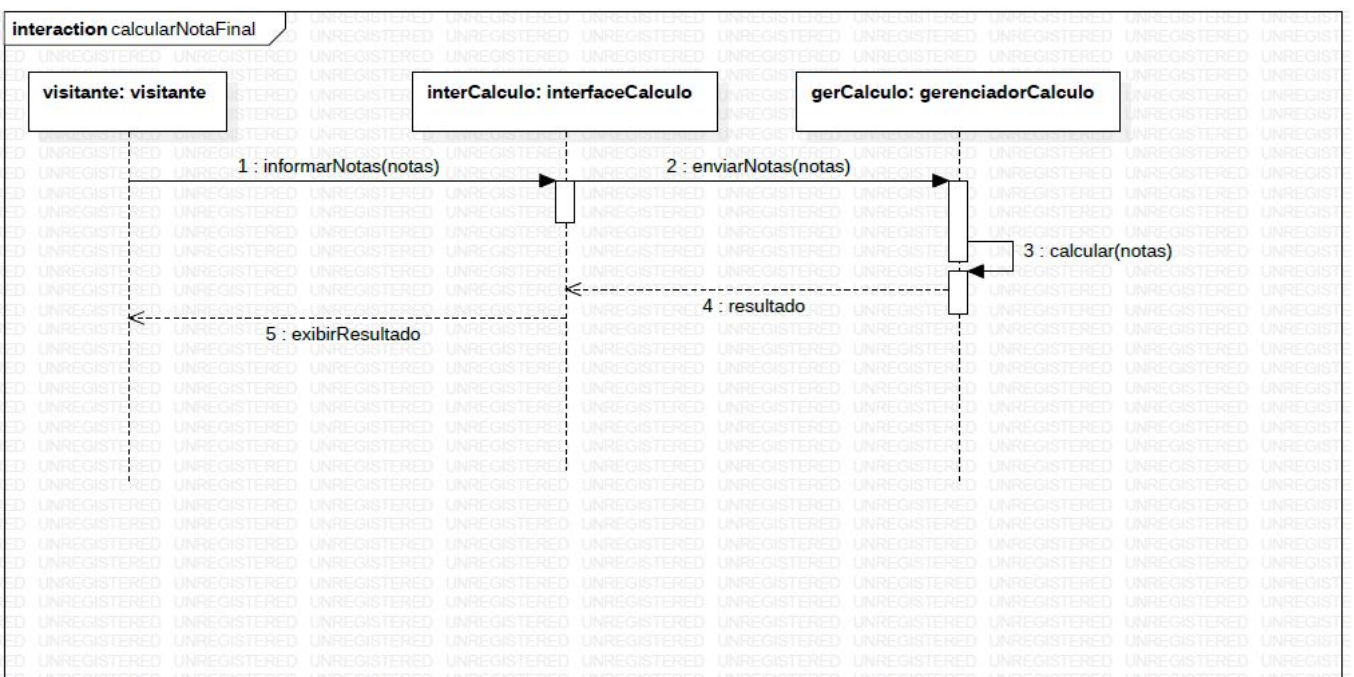 interaction calcularNotaFinal
visitante: visitante
interCalculo: interfaceCalculo
gerCalculo: gerenciadorCalculo
1 : informarNotas(notas)
2 : enviarNotas(notas)
3 : calcular(notas)
4 : resultado
5 : exibirResultado
UNREGISTERED